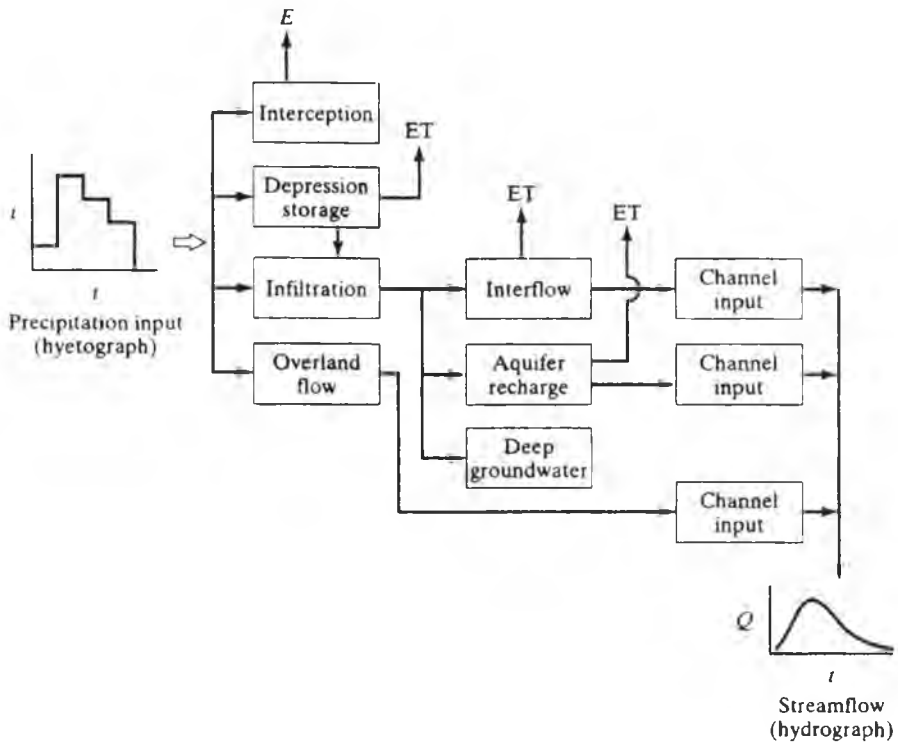 E
Interception
ET
Depression
storage
ET
ET
t
Infiltration
Interflow
Channel
input
t
Precipitation input
(hyetograph)
Overland
flow
Aquifer
recharge
Channel
input
Deep
groundwater
Channel
input
Q
t
Streamflow
(hydrograph)